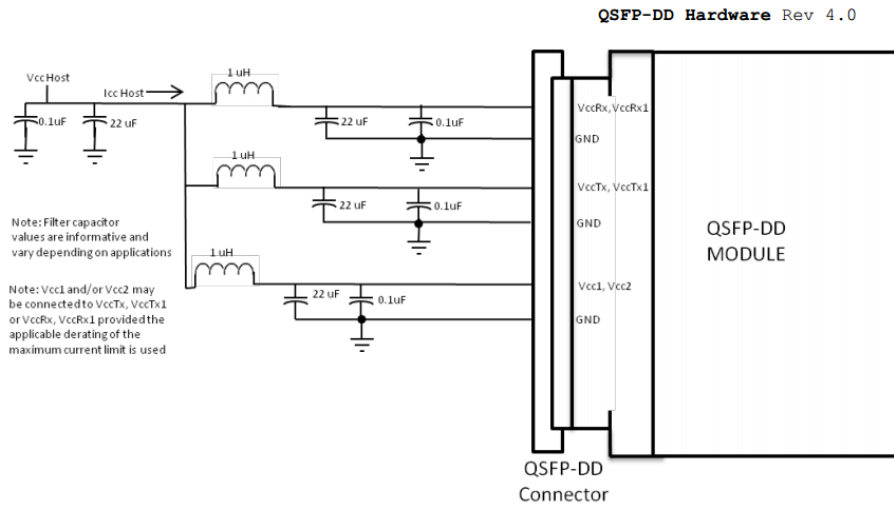 QSFP-DD Hardware Rev 4.0
1 uH
Vcc Host
Icc Host
0.1uF
22 uF
22 uF
0.1uF
VccRx, VccRx1
GND
1 uH
VccTx, VccTx1
22 uF
0.1uF
GND
Note: Filter capacitor
values are informative and
vary depending on applications
QSFP-DD
MODULE
1 uH
Note: Vcc1 and/or Vcc2 may
be connected to VccTx, VccTx1
or VccRx, VccRx1 provided the
applicable derating of the
maximum current limit is used
22 uF
0.1uF
Vcc1, Vcc2
GND
QSFP-DD
Connector